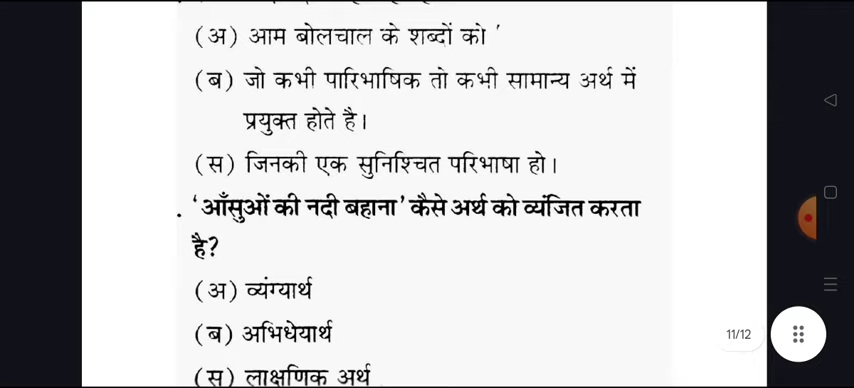 (अ) आम बोलचाल के शब्दों को '
(ब) जो कभी पारिभाषिक तो कभी सामान्य अर्थ में
प्रयुक्त होते है।
(स) जिनकी एक सुनिश्चित परिभाषा हो।
. 'आँसुओं की नदी बहाना' कैसे अर्थ को व्यंजित करता
है?
(अ) व्यंग्यार्थ
(ब) अभिधेयार्थ
11/12
(स) लाक्षणिक अर्थ